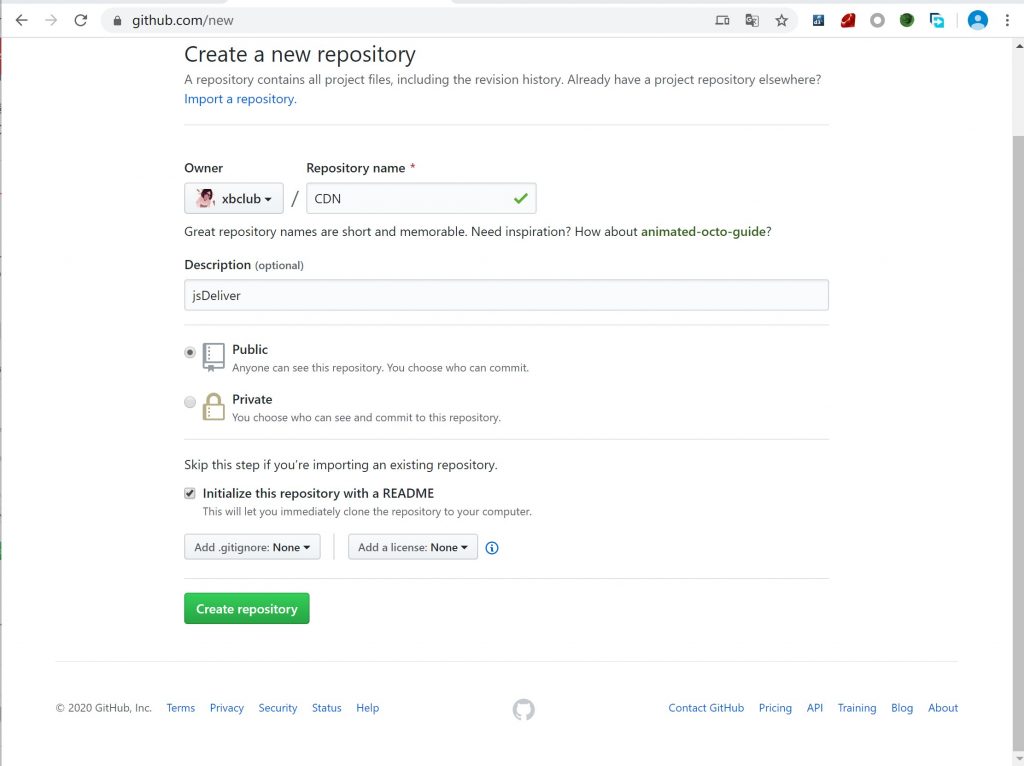 github.com/new
Create a new repository
A repository contains all project files, including the revision history. Already have a project repository elsewhere?
Import a repository.
Owner
Repository name *
xbclub
/
CDN
Great repository names are short and memorable. Need inspiration? How about animated-octo-guide?
Description (optional)
jsDeliver
Public
Anyone can see this repository. You choose who can commit.
Private
You choose who can see and commit to this repository.
Skip this step if you're importing an existing repository.
Initialize this repository with a README
This will let you immediately clone the repository to your computer.
Add .gitignore: None
Add a license: None
Create repository
© 2020 GitHub, Inc. Terms Privacy Security Status Help
Contact GitHub Pricing API Training Blog About